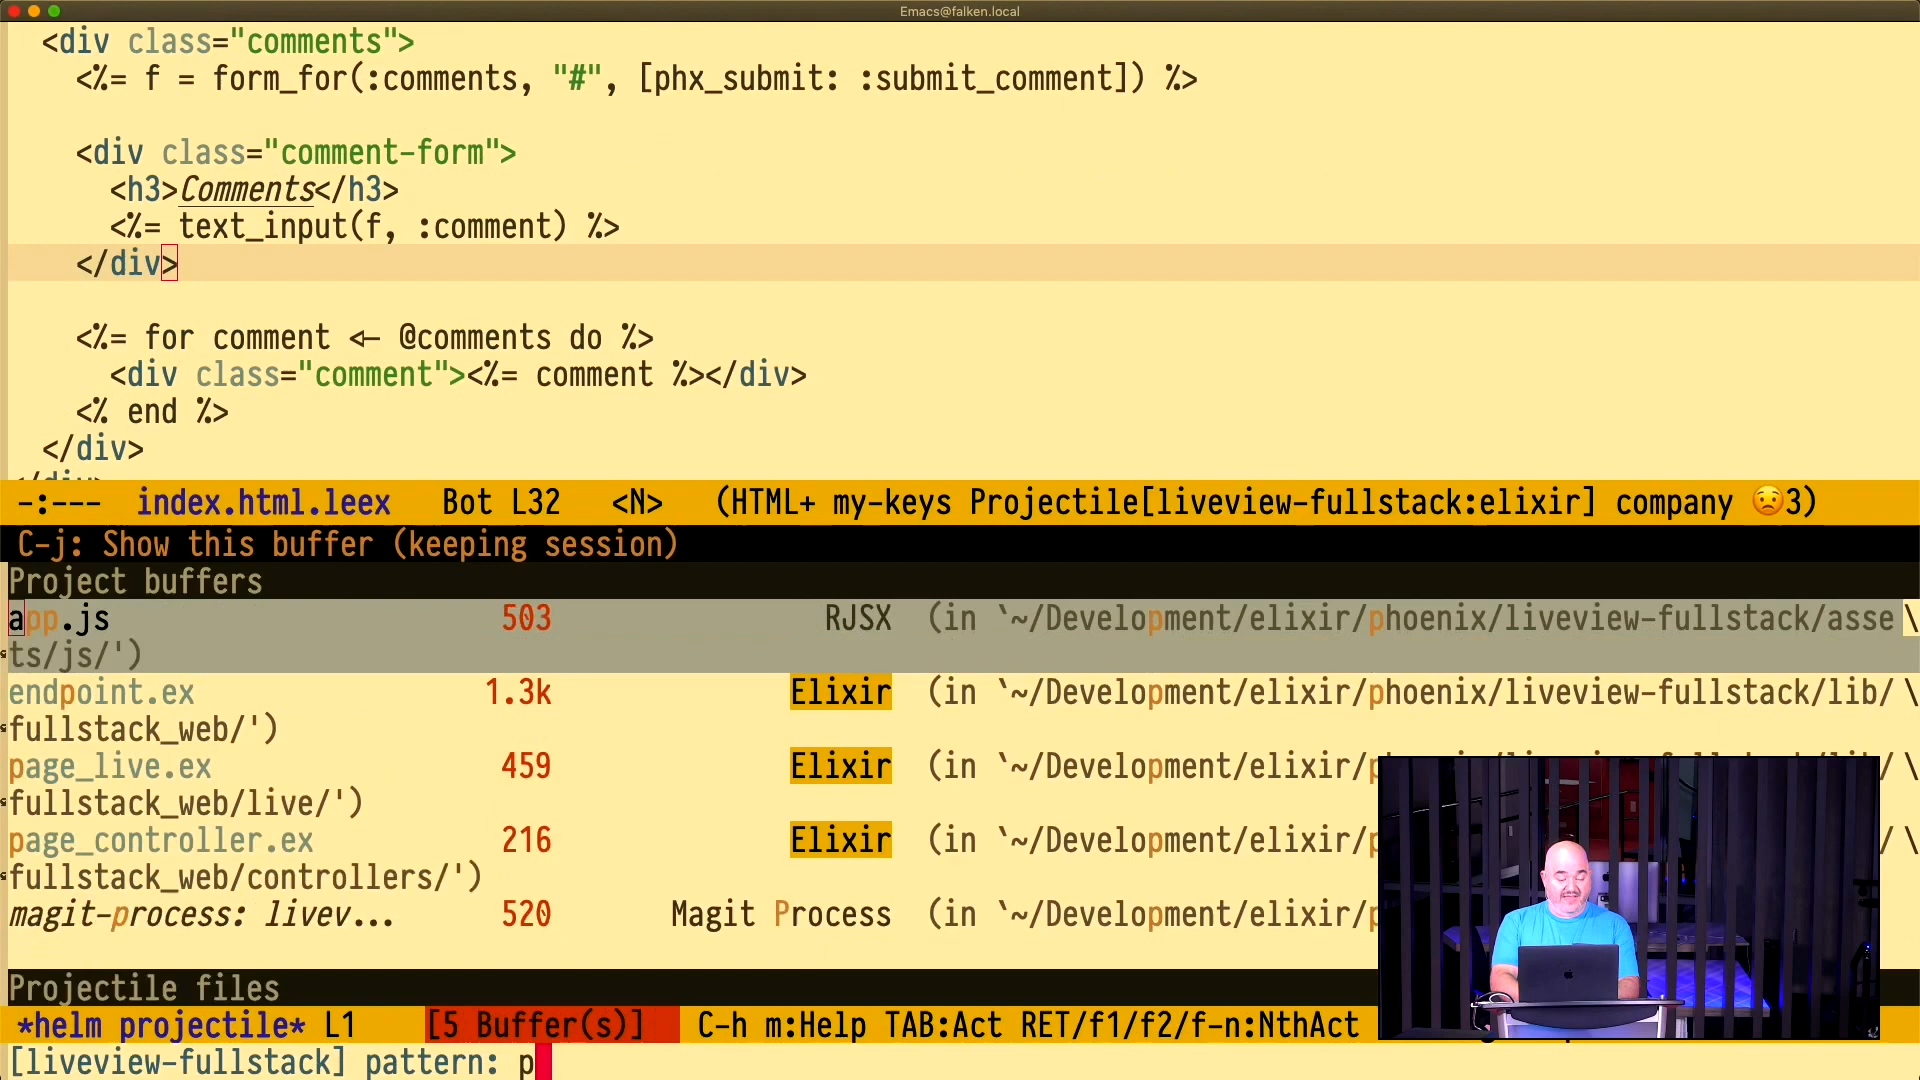 Emacs@falken.local
<div class="comments">
<%= f = form_for(:comments, "#", [phx_submit: :submit_comment]) %>
<div class="comment-form">
<h3>Comments</h3>
<%= text_input(f, :comment) %>
</div>
<%= for comment <- @comments do %>
<div class="comment"><%= comment %></div>
<% end %>
</div>
-:--- index.html.leex Bot L32 <N> (HTML+ my-keys Projectile[liveview-fullstack:elixir] company 😟3)
C-j: Show this buffer (keeping session)
Project buffers
app.js 503 RJSX (in `~/Development/elixir/phoenix/liveview-fullstack/asse\
ts/js/')
endpoint.ex 1.3k Elixir (in `~/Development/elixir/phoenix/liveview-fullstack/lib/\
fullstack_web/')
page_live.ex 459 Elixir (in `~/Development/elixir/
fullstack_web/live/')
page_controller.ex 216 Elixir (in `~/Development/elixir/
fullstack_web/controllers/')
magit-process: livev... 520 Magit Process (in `~/Development/elixir/
Projectile files
*helm projectile* L1 [5 Buffer(s)] C-h m:Help TAB:Act RET/f1/f2/f-n:NthAct
[liveview-fullstack] pattern: p